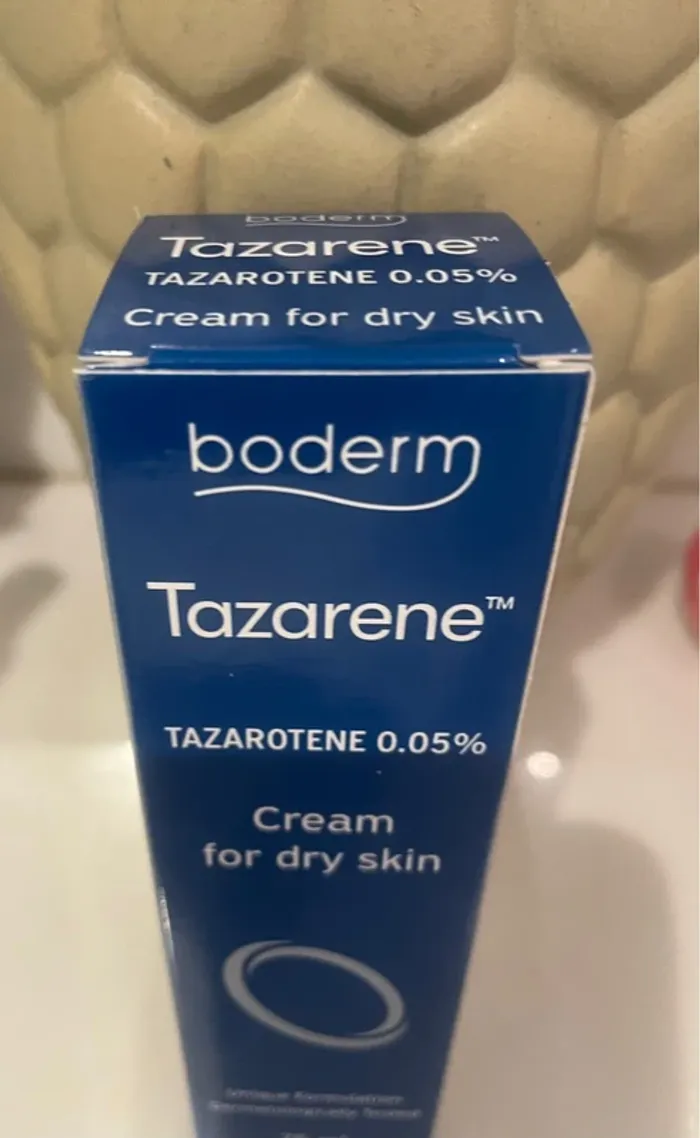 boderm
Tazarene™
TAZAROTENE 0.05%
Cream for dry skin
boderm
Tazarene™
TAZAROTENE 0.05%
Cream
for dry skin